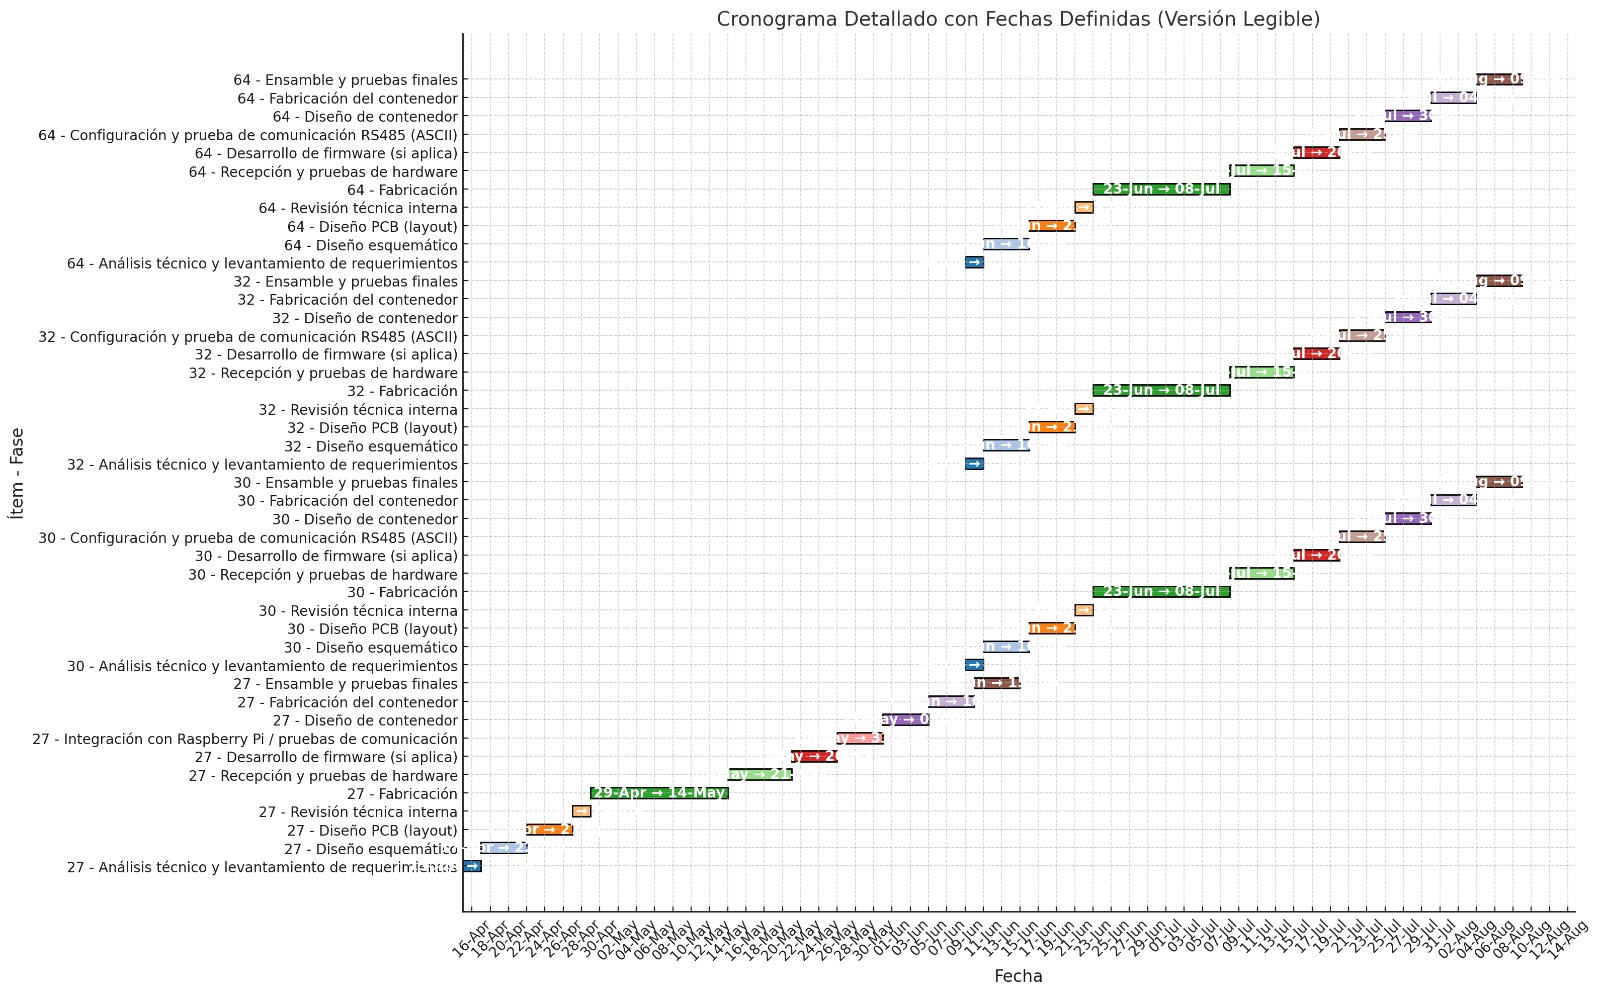 Cronograma Detallado con Fechas Definidas (Versión Legible)
Ítem - Fase
64 - Ensamble y pruebas finales
64 - Fabricación del contenedor
64 - Diseño de contenedor
64 - Configuración y prueba de comunicación RS485 (ASCII)
64 - Desarrollo de firmware (si aplica)
64 - Recepción y pruebas de hardware
64 - Fabricación 23-Jun → 08-Jul
64 - Revisión técnica interna →
64 - Diseño PCB (layout)
64 - Diseño esquemático
64 - Análisis técnico y levantamiento de requerimientos →
32 - Ensamble y pruebas finales
32 - Fabricación del contenedor
32 - Diseño de contenedor
32 - Configuración y prueba de comunicación RS485 (ASCII)
32 - Desarrollo de firmware (si aplica)
32 - Recepción y pruebas de hardware
32 - Fabricación 23-Jun → 08-Jul
32 - Revisión técnica interna →
32 - Diseño PCB (layout)
32 - Diseño esquemático
32 - Análisis técnico y levantamiento de requerimientos →
30 - Ensamble y pruebas finales
30 - Fabricación del contenedor
30 - Diseño de contenedor
30 - Configuración y prueba de comunicación RS485 (ASCII)
30 - Desarrollo de firmware (si aplica)
30 - Recepción y pruebas de hardware
30 - Fabricación 23-Jun → 08-Jul
30 - Revisión técnica interna →
30 - Diseño PCB (layout)
30 - Diseño esquemático
30 - Análisis técnico y levantamiento de requerimientos →
27 - Ensamble y pruebas finales
27 - Fabricación del contenedor
27 - Diseño de contenedor
27 - Integración con Raspberry Pi / pruebas de comunicación
27 - Desarrollo de firmware (si aplica)
27 - Recepción y pruebas de hardware
27 - Fabricación 29-Apr → 14-May
27 - Revisión técnica interna →
27 - Diseño PCB (layout)
27 - Diseño esquemático
27 - Análisis técnico y levantamiento de requerimientos →
16-Apr 18-Apr 20-Apr 22-Apr 24-Apr 26-Apr 28-Apr 30-Apr 02-May 04-May 06-May 08-May 10-May 12-May 14-May 16-May 18-May 20-May 22-May 24-May 26-May 28-May 30-May 01-Jun 03-Jun 05-Jun 07-Jun 09-Jun 11-Jun 13-Jun 15-Jun 17-Jun 19-Jun 21-Jun 23-Jun 25-Jun 27-Jun 29-Jun 01-Jul 03-Jul 05-Jul 07-Jul 09-Jul 11-Jul 13-Jul 15-Jul 17-Jul 19-Jul 21-Jul 23-Jul 25-Jul 27-Jul 29-Jul 31-Jul 02-Aug 04-Aug 06-Aug 08-Aug 10-Aug 12-Aug 14-Aug
Fecha